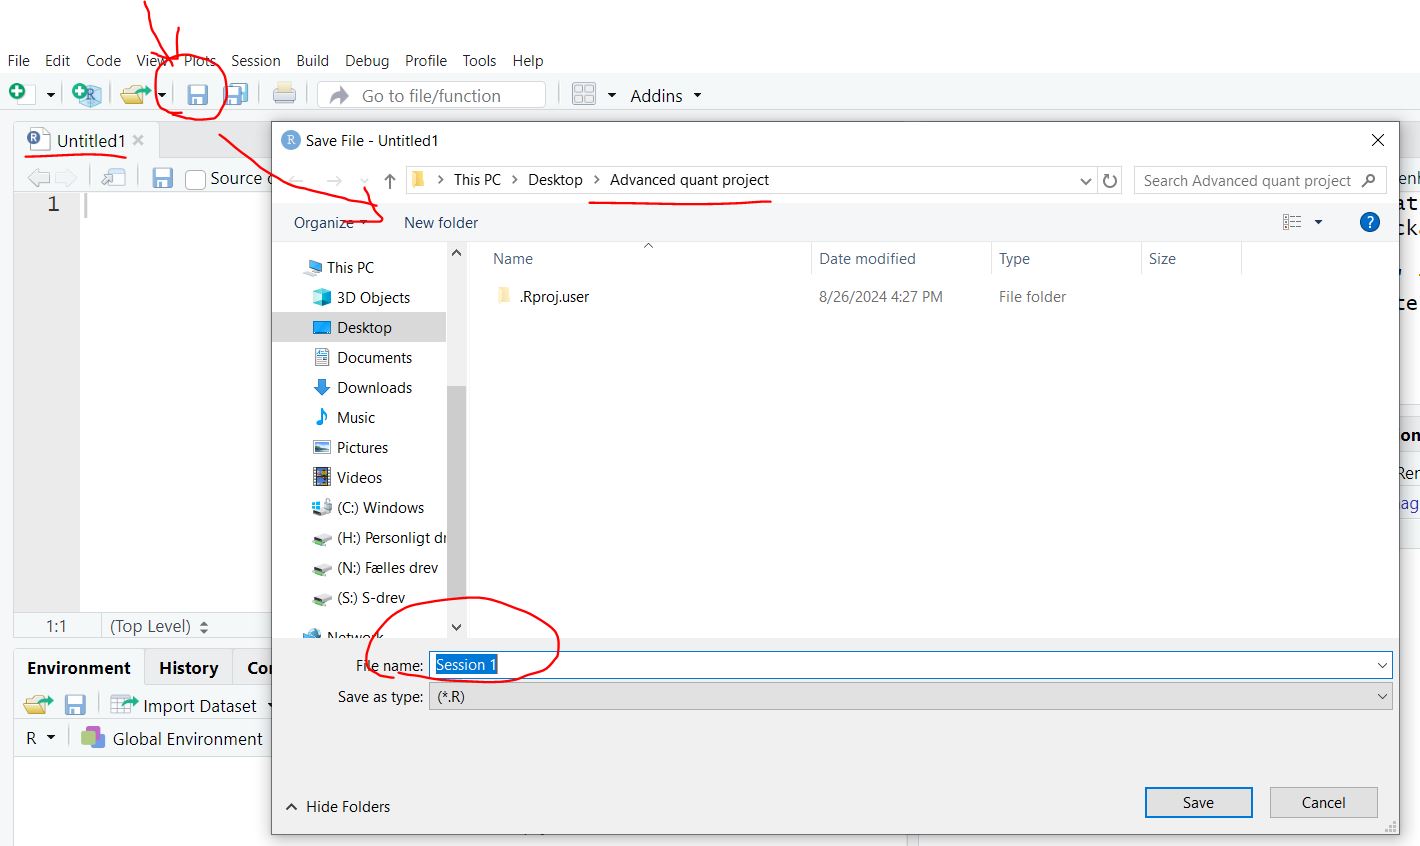 File Edit Code View Plots Session Build Debug Profile Tools Help
Go to file/function Addins
Untitled1
Source
1
1:1 (Top Level)
Environment History
Import Dataset
R Global Environment
Save File - Untitled1
This PC > Desktop > Advanced quant project Search Advanced quant project
Organize New folder
Name Date modified Type Size
.Rproj.user 8/26/2024 4:27 PM File folder
This PC
3D Objects
Desktop
Documents
Downloads
Music
Pictures
Videos
(C:) Windows
(H:) Personligt dr
(N:) Fælles drev
(S:) S-drev
Network
File name: Session 1
Save as type: (*.R)
Hide Folders Save Cancel